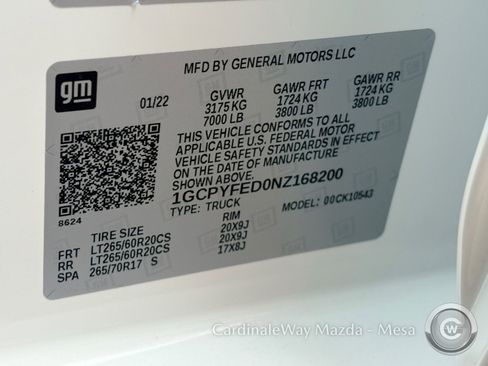 gm
MFD BY GENERAL MOTORS LLC
01/22 GVWR GAWR FRT GAWR RR
3175 KG 1724 KG 1724 KG
7000 LB 3800 LB 3800 LB
THIS VEHICLE CONFORMS TO ALL
APPLICABLE U.S. FEDERAL MOTOR
VEHICLE SAFETY STANDARDS IN EFFECT
ON THE DATE OF MANUFACTURE
1GCPYFED0NZ168200
8624
TYPE: TRUCK 00CK10543
TIRE SIZE RIM
FRT LT265/60R20CS 20X9J
RR LT265/60R20CS 20X9J
SPA 265/70R17 S 17X8J
CardinaleWay Mazda - Mesa
CW